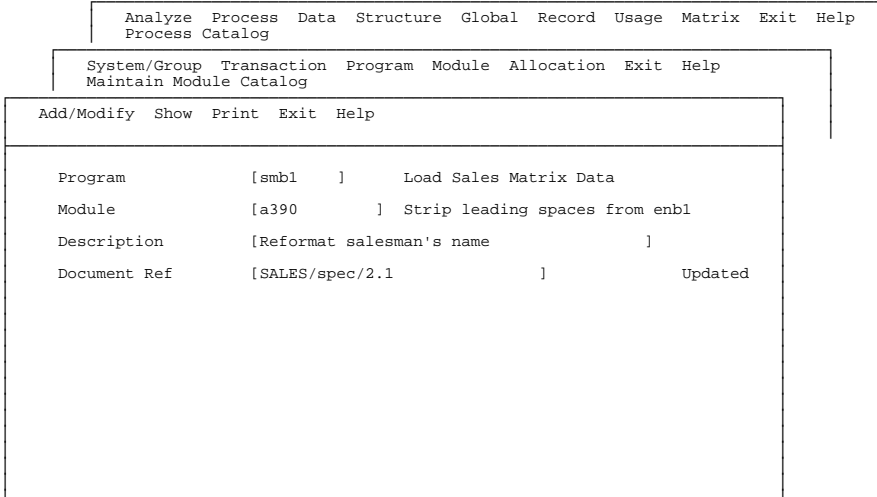 Analyze Process Data Structure Global Record Usage Matrix Exit Help
Process Catalog
System/Group Transaction Program Module Allocation Exit Help
Maintain Module Catalog
Add/Modify Show Print Exit Help
Program [smb1 ] Load Sales Matrix Data
Module [a390 ] Strip leading spaces from enb1
Description [Reformat salesman's name ]
Document Ref [SALES/spec/2.1 ] Updated